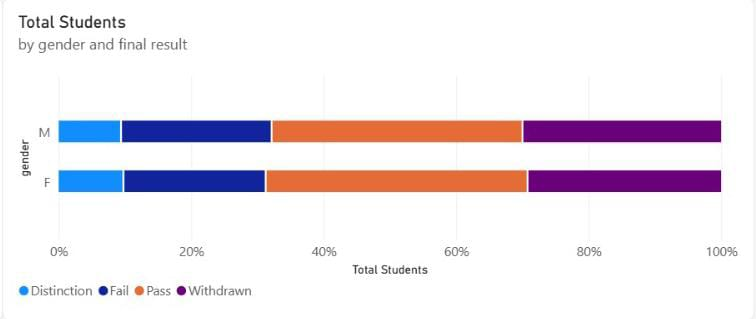 Total Students
by gender and final result
gender
M
F
0% 20% 40% 60% 80% 100%
Total Students
Distinction Fail Pass Withdrawn